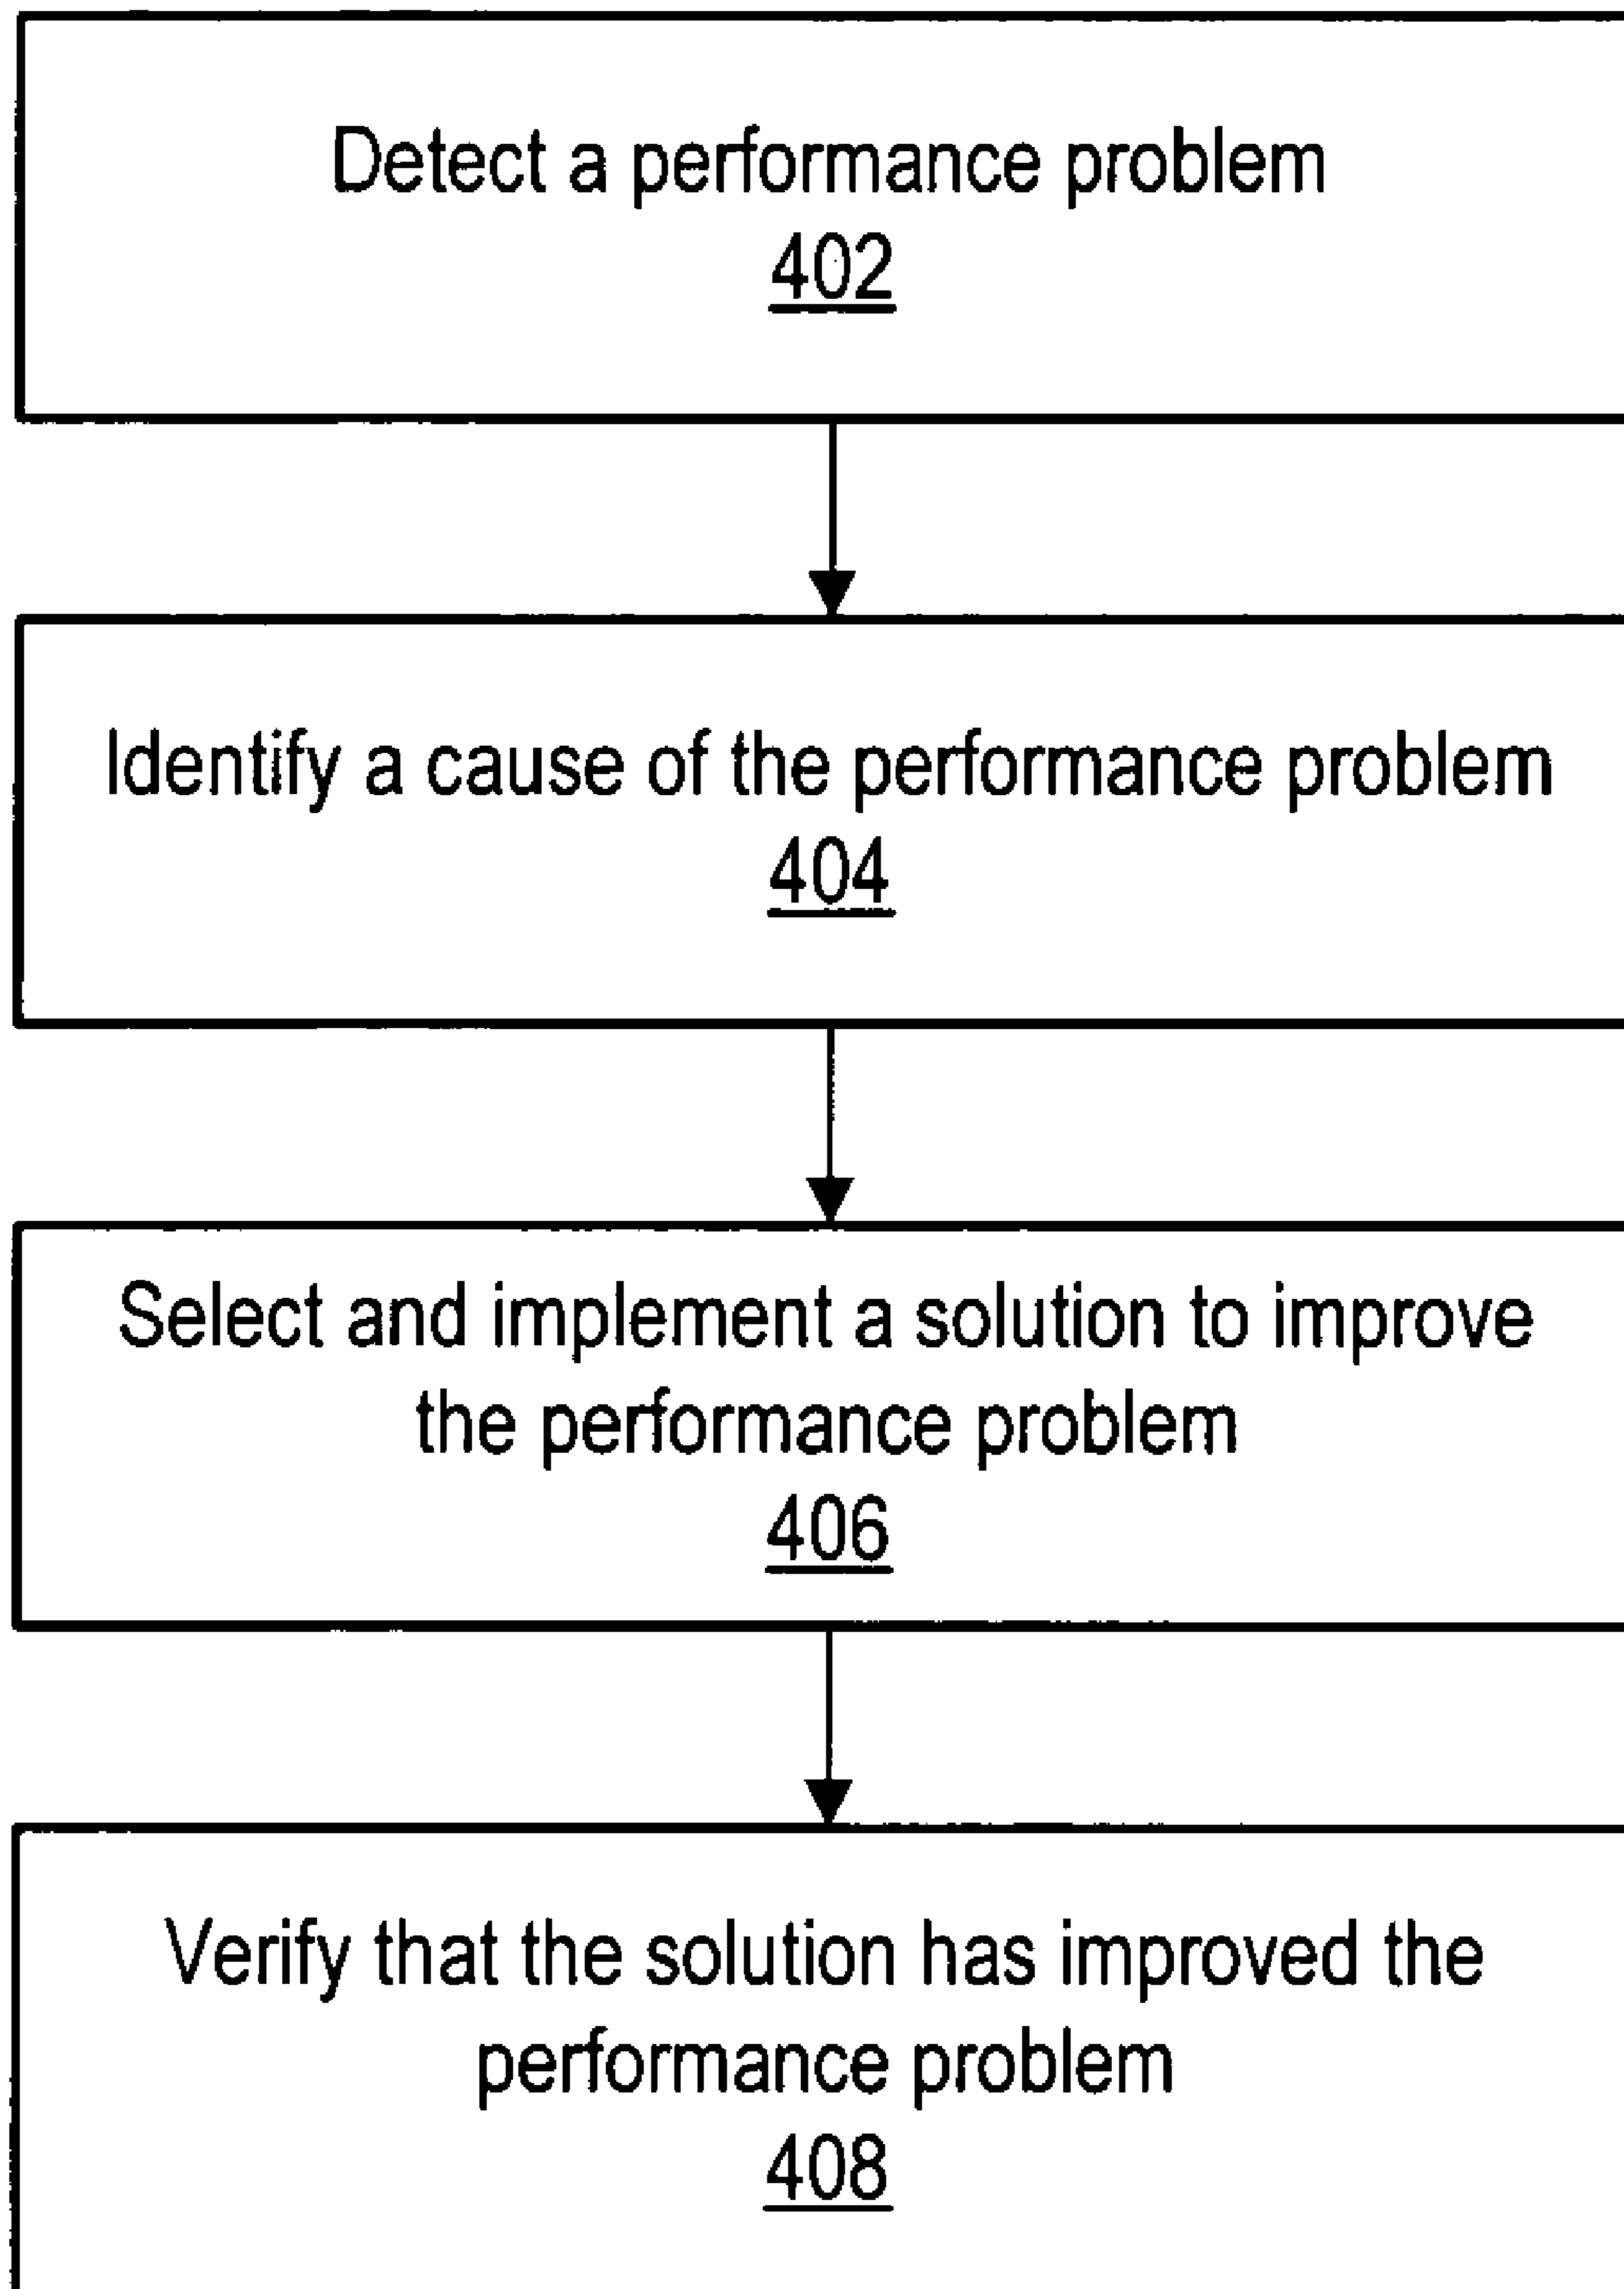 Detect a performance problem
402
Identify a cause of the performance problem
404
Select and implement a solution to improve
the performance problem
406
Verify that the solution has improved the
performance problem
408